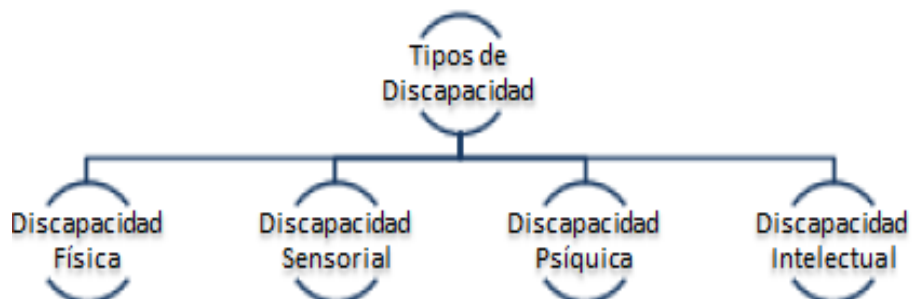 Tipos de
Discapacidad
Discapacidad
Física
Discapacidad
Sensorial
Discapacidad
Psíquica
Discapacidad
Intelectual